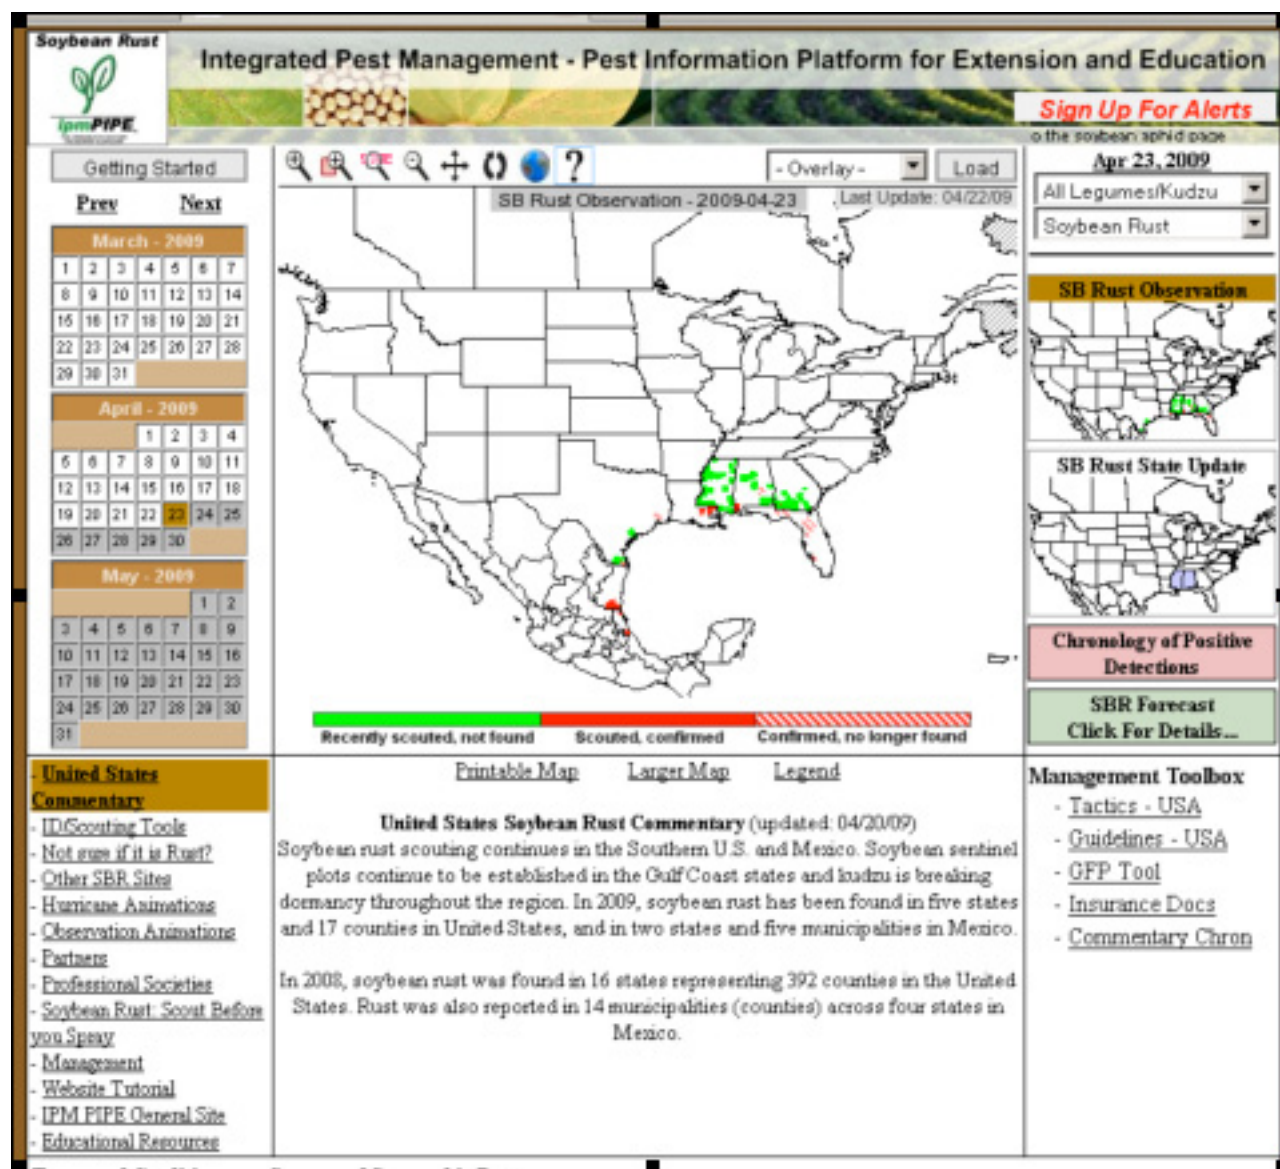 Soybean Rust
ipmPIPE
Integrated Pest Management - Pest Information Platform for Extension and Education
Sign Up For Alerts
o the soybean aphid page
Getting Started
Prev Next
March - 2009
1 2 3 4 5 6 7
8 9 10 11 12 13 14
15 16 17 18 19 20 21
22 23 24 25 26 27 28
29 30 31
April - 2009
1 2 3 4
5 6 7 8 9 10 11
12 13 14 15 16 17 18
19 20 21 22 23 24 25
26 27 28 29 30
May - 2009
1 2
3 4 5 6 7 8 9
10 11 12 13 14 15 16
17 18 19 20 21 22 23
24 25 26 27 28 29 30
31
?
- Overlay -
Load
SB Rust Observation - 2009-04-23
Last Update: 04/22/09
Recently scouted, not found
Scouted, confirmed
Confirmed, no longer found
Apr 23, 2009
All Legumes/Kudzu
Soybean Rust
SB Rust Observation
SB Rust State Update
Chronology of Positive
Detections
SBR Forecast
Click For Details...
- United States
Commentary
- ID/Scouting Tools
- Not sure if it is Rust?
- Other SBR Sites
- Hurricane Animations
- Observation Animations
- Partners
- Professional Societies
- Soybean Rust: Scout Before
you Spray
- Management
- Website Tutorial
- IPM PIPE General Site
- Educational Resources
Printable Map Larger Map Legend
United States Soybean Rust Commentary (updated: 04/20/09)
Soybean rust scouting continues in the Southern U.S. and Mexico. Soybean sentinel
plots continue to be established in the Gulf Coast states and kudzu is breaking
dormancy throughout the region. In 2009, soybean rust has been found in five states
and 17 counties in United States, and in two states and five municipalities in Mexico.
In 2008, soybean rust was found in 16 states representing 392 counties in the United
States. Rust was also reported in 14 municipalities (counties) across four states in
Mexico.
Management Toolbox
- Tactics - USA
- Guidelines - USA
- GFP Tool
- Insurance Docs
- Commentary Chron